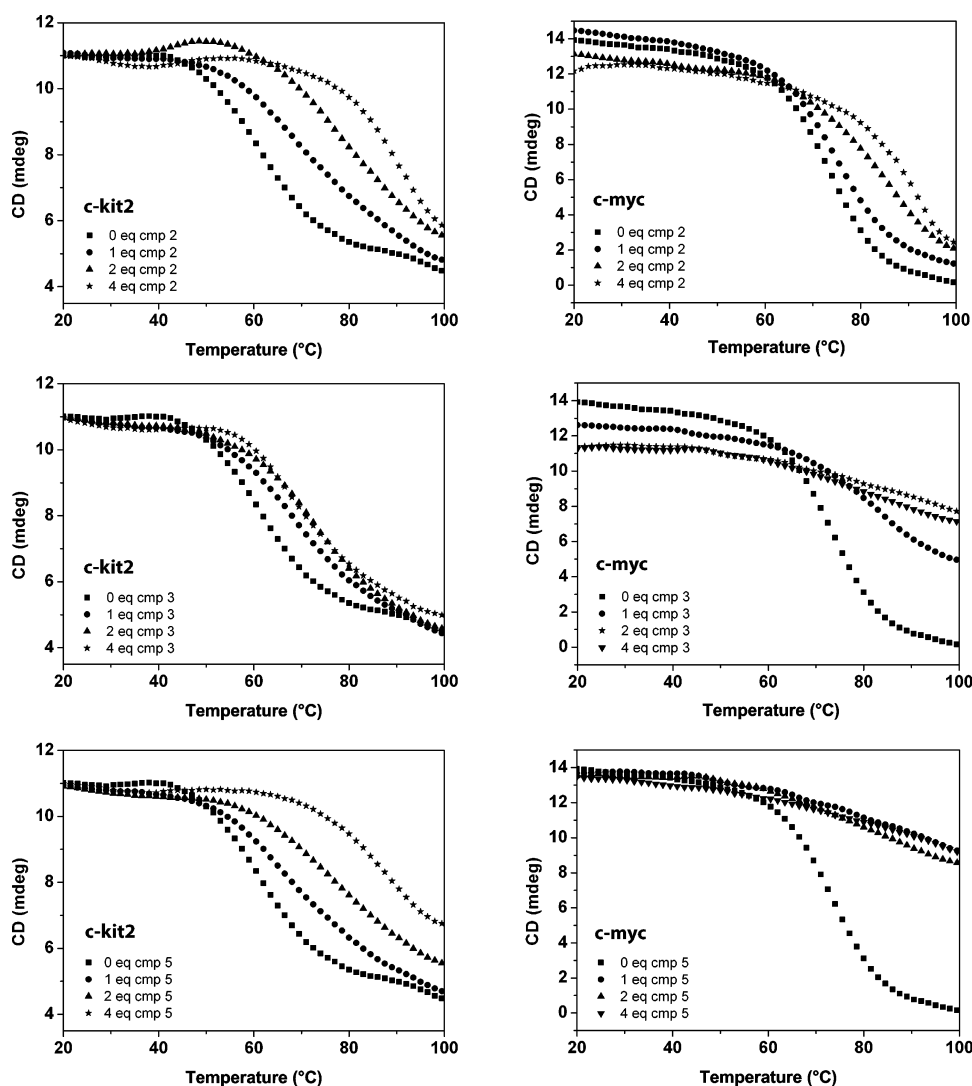 12
10
8
6
4
CD (mdeg)
c-kit2
0 eq cmp 2
1 eq cmp 2
2 eq cmp 2
4 eq cmp 2
20 40 60 80 100
Temperature (°C)
14
12
10
8
6
4
2
0
CD (mdeg)
c-myc
0 eq cmp 2
1 eq cmp 2
2 eq cmp 2
4 eq cmp 2
20 40 60 80 100
Temperature (°C)
12
10
8
6
4
CD (mdeg)
c-kit2
0 eq cmp 3
1 eq cmp 3
2 eq cmp 3
4 eq cmp 3
20 40 60 80 100
Temperature (°C)
14
12
10
8
6
4
2
0
CD (mdeg)
c-myc
0 eq cmp 3
1 eq cmp 3
2 eq cmp 3
4 eq cmp 3
20 40 60 80 100
Temperature (°C)
12
10
8
6
4
CD (mdeg)
c-kit2
0 eq cmp 5
1 eq cmp 5
2 eq cmp 5
4 eq cmp 5
20 40 60 80 100
Temperature (°C)
14
12
10
8
6
4
2
0
CD (mdeg)
c-myc
0 eq cmp 5
1 eq cmp 5
2 eq cmp 5
4 eq cmp 5
20 40 60 80 100
Temperature (°C)